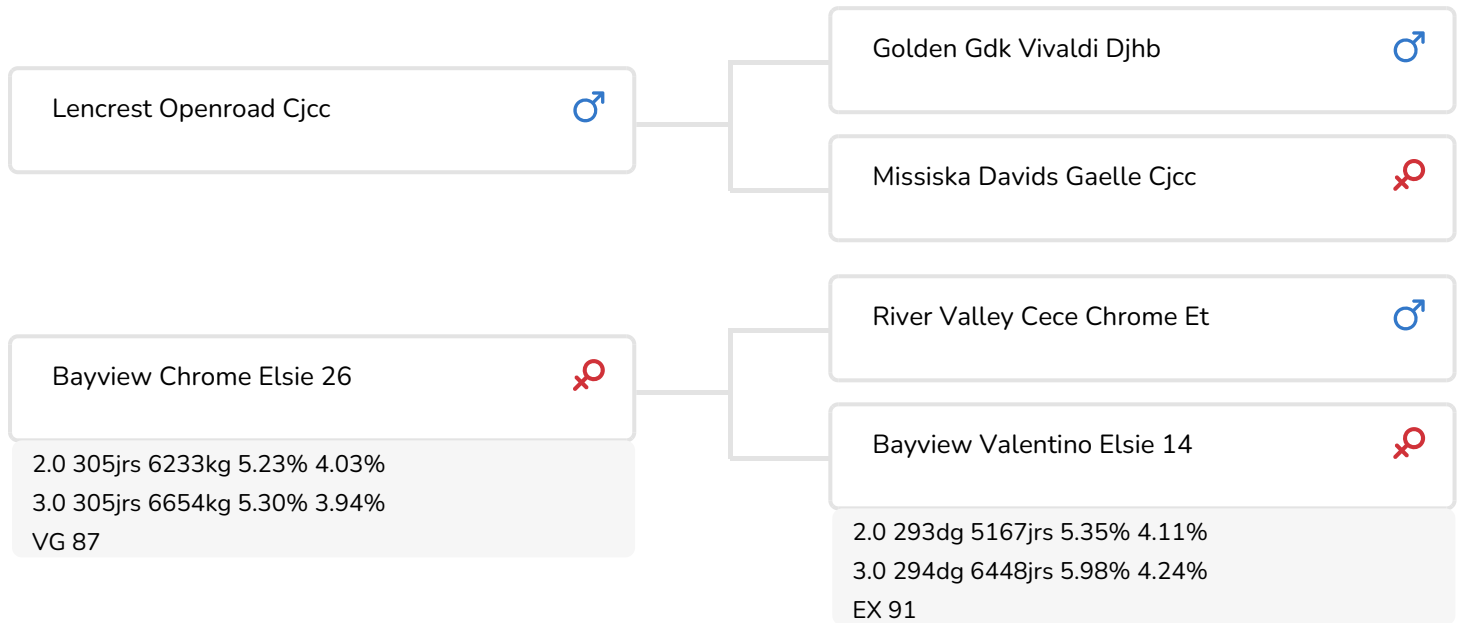 Lencrest Openroad Cjcc
Golden Gdk Vivaldi Djhb
Missiska Davids Gaelle Cjcc
Bayview Chrome Elsie 26
2.0 305jrs 6233kg 5.23% 4.03%
3.0 305jrs 6654kg 5.30% 3.94%
VG 87
River Valley Cece Chrome Et
Bayview Valentino Elsie 14
2.0 293dg 5167jrs 5.35% 4.11%
3.0 294dg 6448jrs 5.98% 4.24%
EX 91